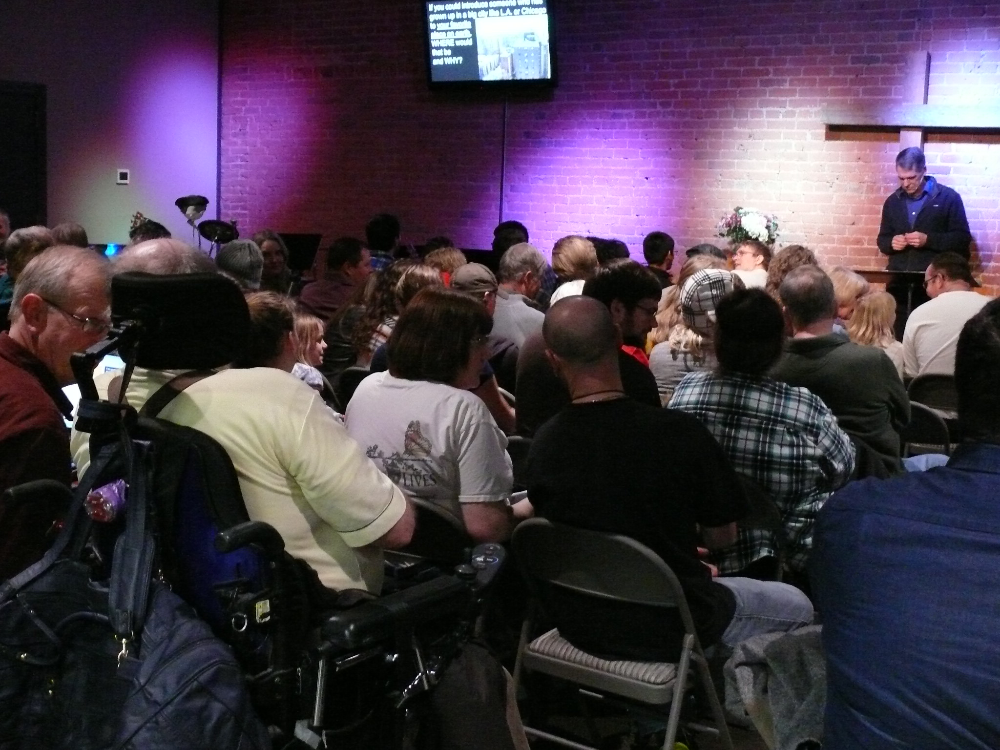 If you could introduce someone who has
grown up in a big city like L.A. or Chicago
to your favorite
place on earth,
WHERE would
that be
and WHY?
LIVES